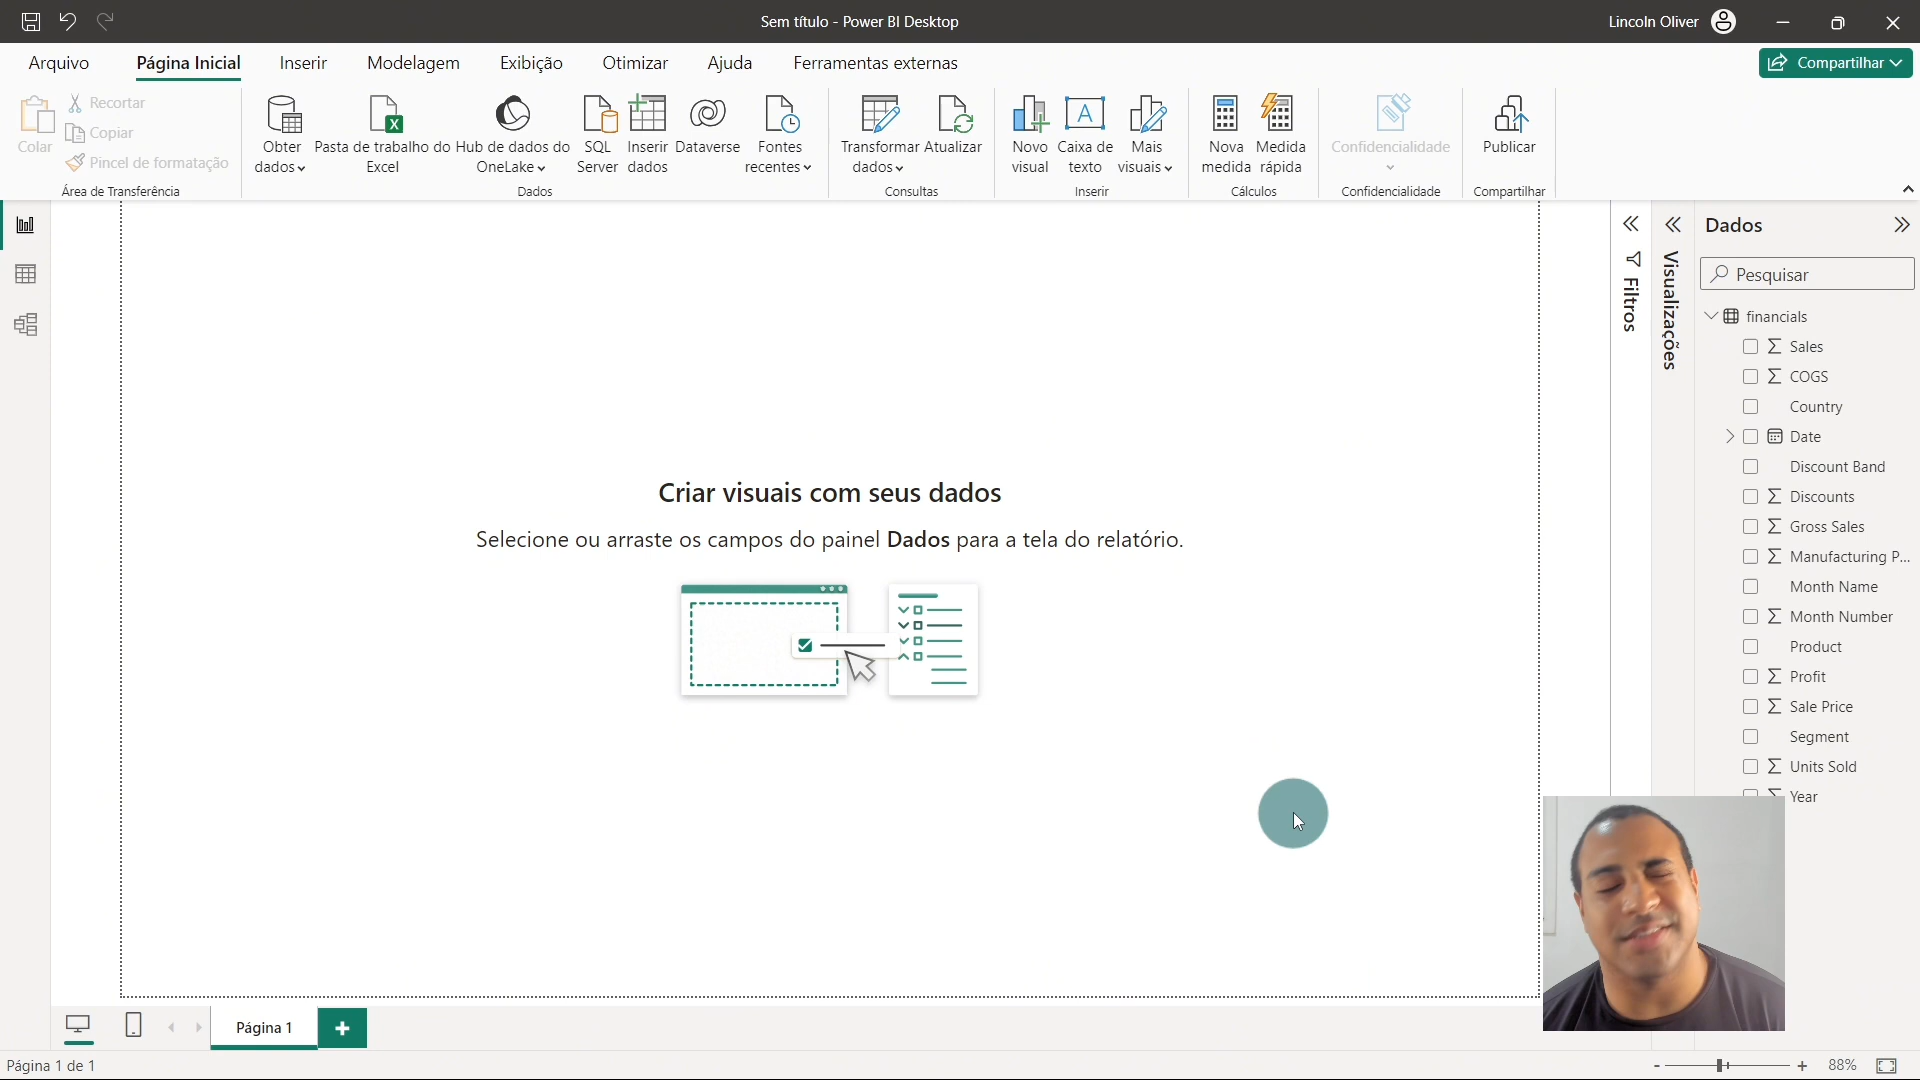 Sem título - Power BI Desktop
Lincoln Oliver
Arquivo
Página Inicial
Inserir
Modelagem
Exibição
Otimizar
Ajuda
Ferramentas externas
Compartilhar
Colar
Recortar
Copiar
Pincel de formatação
Área de Transferência
Obter
dados
Pasta de trabalho do
Excel
Hub de dados do
OneLake
SQL
Server
Inserir
dados
Dataverse
Fontes
recentes
Dados
Transformar
dados
Atualizar
Consultas
Novo
visual
Caixa de
texto
Mais
visuais
Inserir
Nova
medida
Medida
rápida
Cálculos
Confidencialidade
Confidencialidade
Publicar
Compartilhar
Criar visuais com seus dados
Selecione ou arraste os campos do painel Dados para a tela do relatório.
Filtros
Visualizações
Dados
Pesquisar
financials
Sales
COGS
Country
Date
Discount Band
Discounts
Gross Sales
Manufacturing P...
Month Name
Month Number
Product
Profit
Sale Price
Segment
Units Sold
Year
Página 1
Página 1 de 1
88%